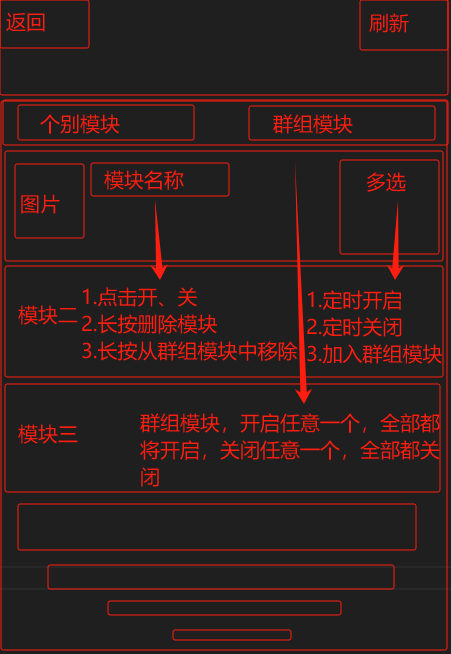 返回
刷新
个别模块
群组模块
图片
模块名称
多选
模块二
1.点击开、关
2.长按删除模块
3.长按从群组模块中移除
1.定时开启
2.定时关闭
3.加入群组模块
模块三
群组模块，开启任意一个，全部都
将开启，关闭任意一个，全部都关
闭